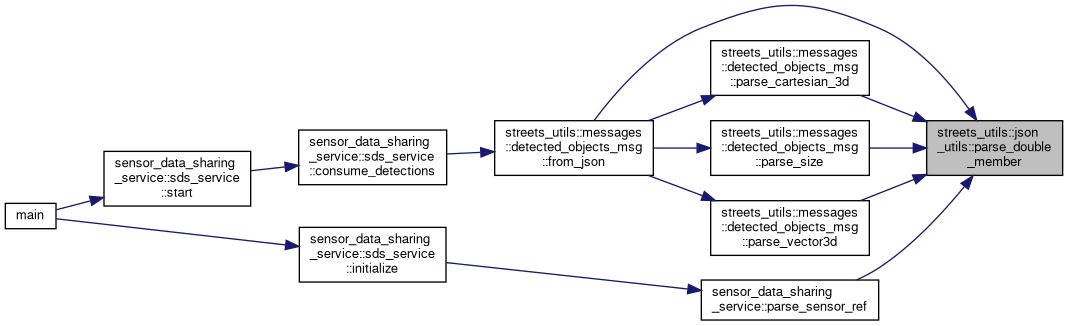 main
sensor_data_sharing
_service::sds_service
::start
sensor_data_sharing
_service::sds_service
::consume_detections
sensor_data_sharing
_service::sds_service
::initialize
streets_utils::messages
::detected_objects_msg
::from_json
streets_utils::messages
::detected_objects_msg
::parse_cartesian_3d
streets_utils::messages
::detected_objects_msg
::parse_size
streets_utils::messages
::detected_objects_msg
::parse_vector3d
sensor_data_sharing
_service::parse_sensor_ref
streets_utils::json
_utils::parse_double
_member